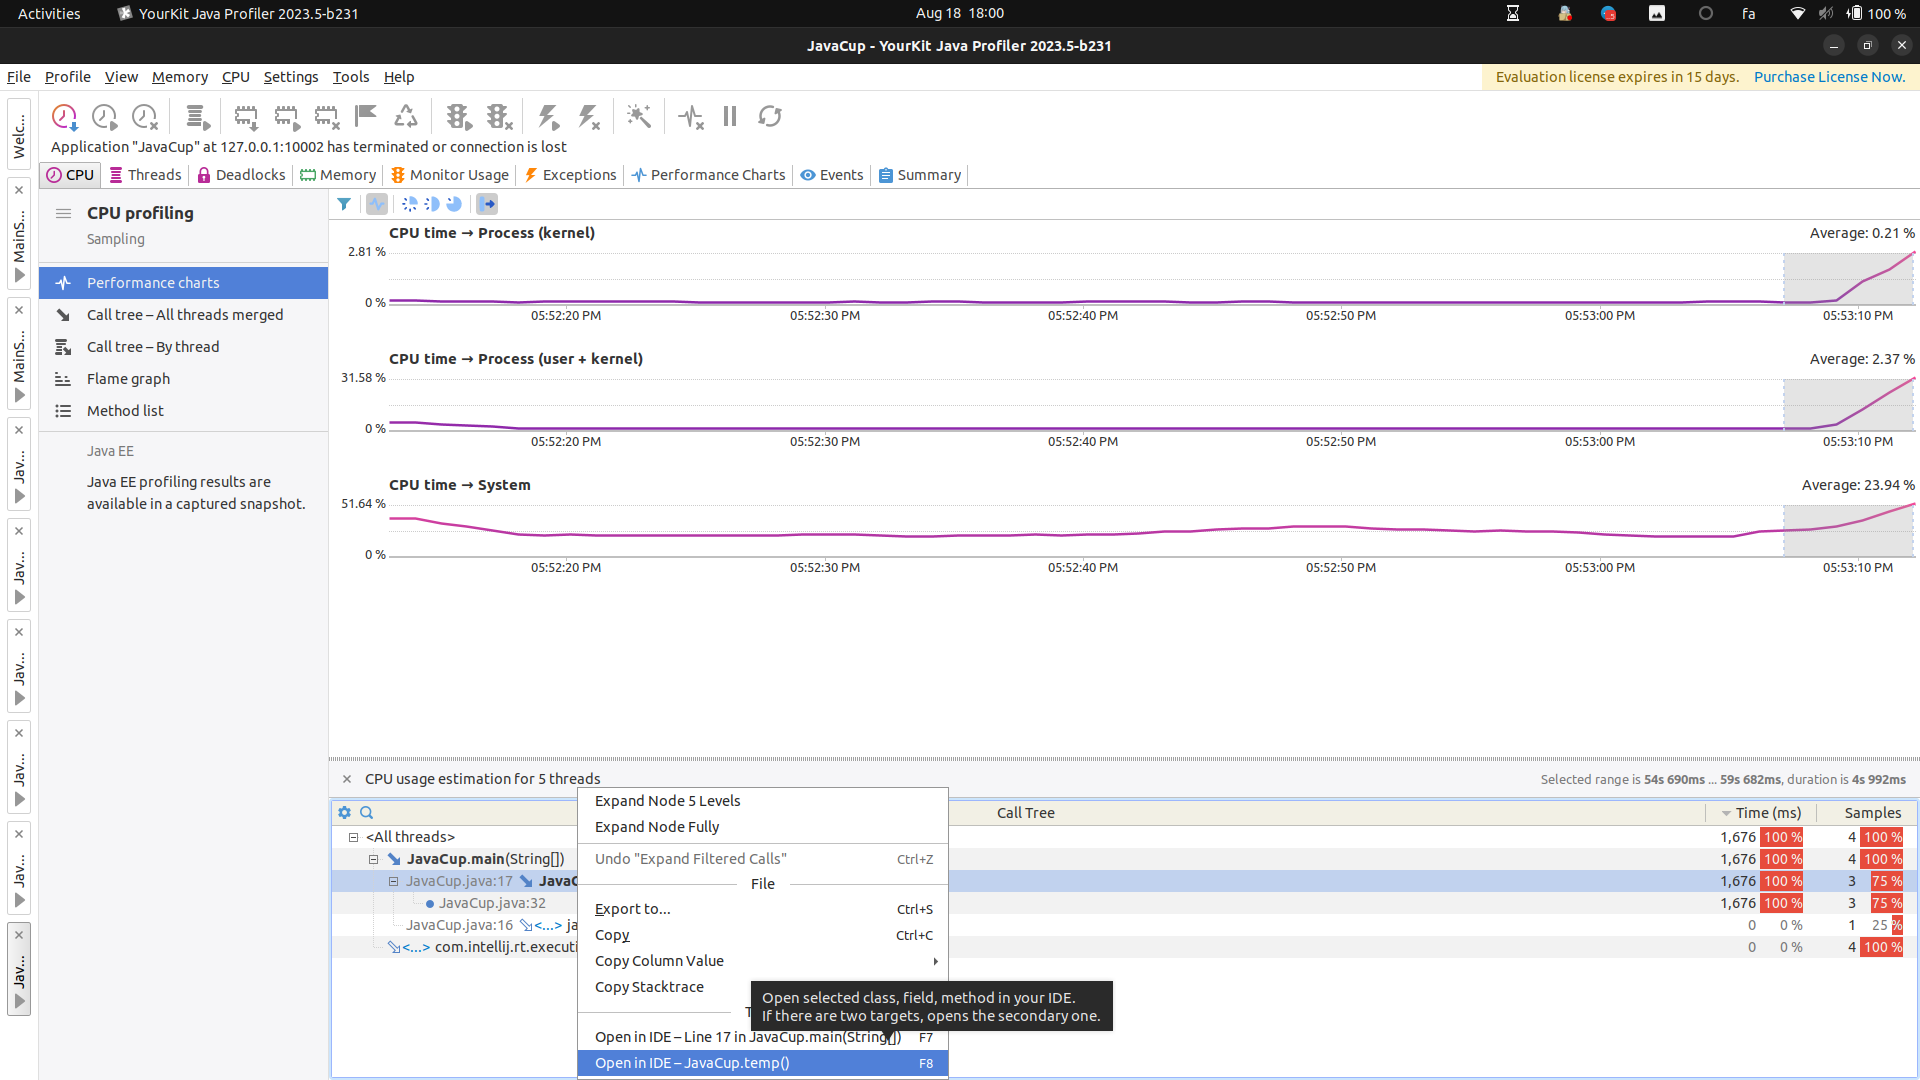 Activities
YourKit Java Profiler 2023.5-b231
Aug 18 18:00
fa
100 %
JavaCup - YourKit Java Profiler 2023.5-b231
File Profile View Memory CPU Settings Tools Help
Evaluation license expires in 15 days. Purchase License Now.
Application "JavaCup" at 127.0.0.1:10002 has terminated or connection is lost
CPU Threads Deadlocks Memory Monitor Usage Exceptions Performance Charts Events Summary
Welc...
MainS...
MainS...
Jav...
Jav...
Jav...
Jav...
Jav...
Jav...
CPU profiling
Sampling
Performance charts
Call tree – All threads merged
Call tree – By thread
Flame graph
Method list
Java EE
Java EE profiling results are
available in a captured snapshot.
CPU time → Process (kernel)
Average: 0.21 %
2.81 %
0 %
05:52:20 PM 05:52:30 PM 05:52:40 PM 05:52:50 PM 05:53:00 PM 05:53:10 PM
CPU time → Process (user + kernel)
Average: 2.37 %
31.58 %
0 %
05:52:20 PM 05:52:30 PM 05:52:40 PM 05:52:50 PM 05:53:00 PM 05:53:10 PM
CPU time → System
Average: 23.94 %
51.64 %
0 %
05:52:20 PM 05:52:30 PM 05:52:40 PM 05:52:50 PM 05:53:00 PM 05:53:10 PM
CPU usage estimation for 5 threads
Selected range is 54s 690ms ... 59s 682ms, duration is 4s 992ms
Call Tree Time (ms) Samples
<All threads> 1,676 100 % 4 100 %
JavaCup.main(String[]) 1,676 100 % 4 100 %
JavaCup.java:17 JavaC 1,676 100 % 3 75 %
JavaCup.java:32 1,676 100 % 3 75 %
JavaCup.java:16 <...> ja 0 0 % 1 25 %
<...> com.intellij.rt.executi 0 0 % 4 100 %
Expand Node 5 Levels
Expand Node Fully
Undo "Expand Filtered Calls" Ctrl+Z
File
Export to... Ctrl+S
Copy Ctrl+C
Copy Column Value
Copy Stacktrace
Open selected class, field, method in your IDE.
If there are two targets, opens the secondary one.
Open in IDE – Line 17 in JavaCup.main(String[]) F7
Open in IDE – JavaCup.temp() F8